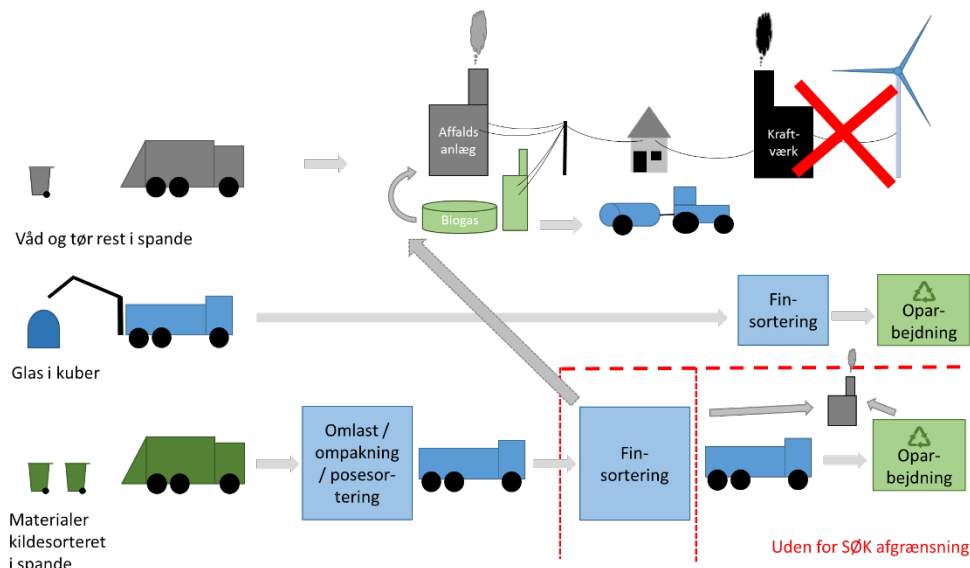 Affalds
anlæg
Kraft-
værk
Biogas
Våd og tør rest i spande
Fin-
sortering
Opar-
bejdning
Glas i kuber
Omlast /
ompakning
/ posesor-
tering
Fin-
sortering
Opar-
bejdning
Materialer
kildesorteret
i spande
Uden for SØK afgrænsning